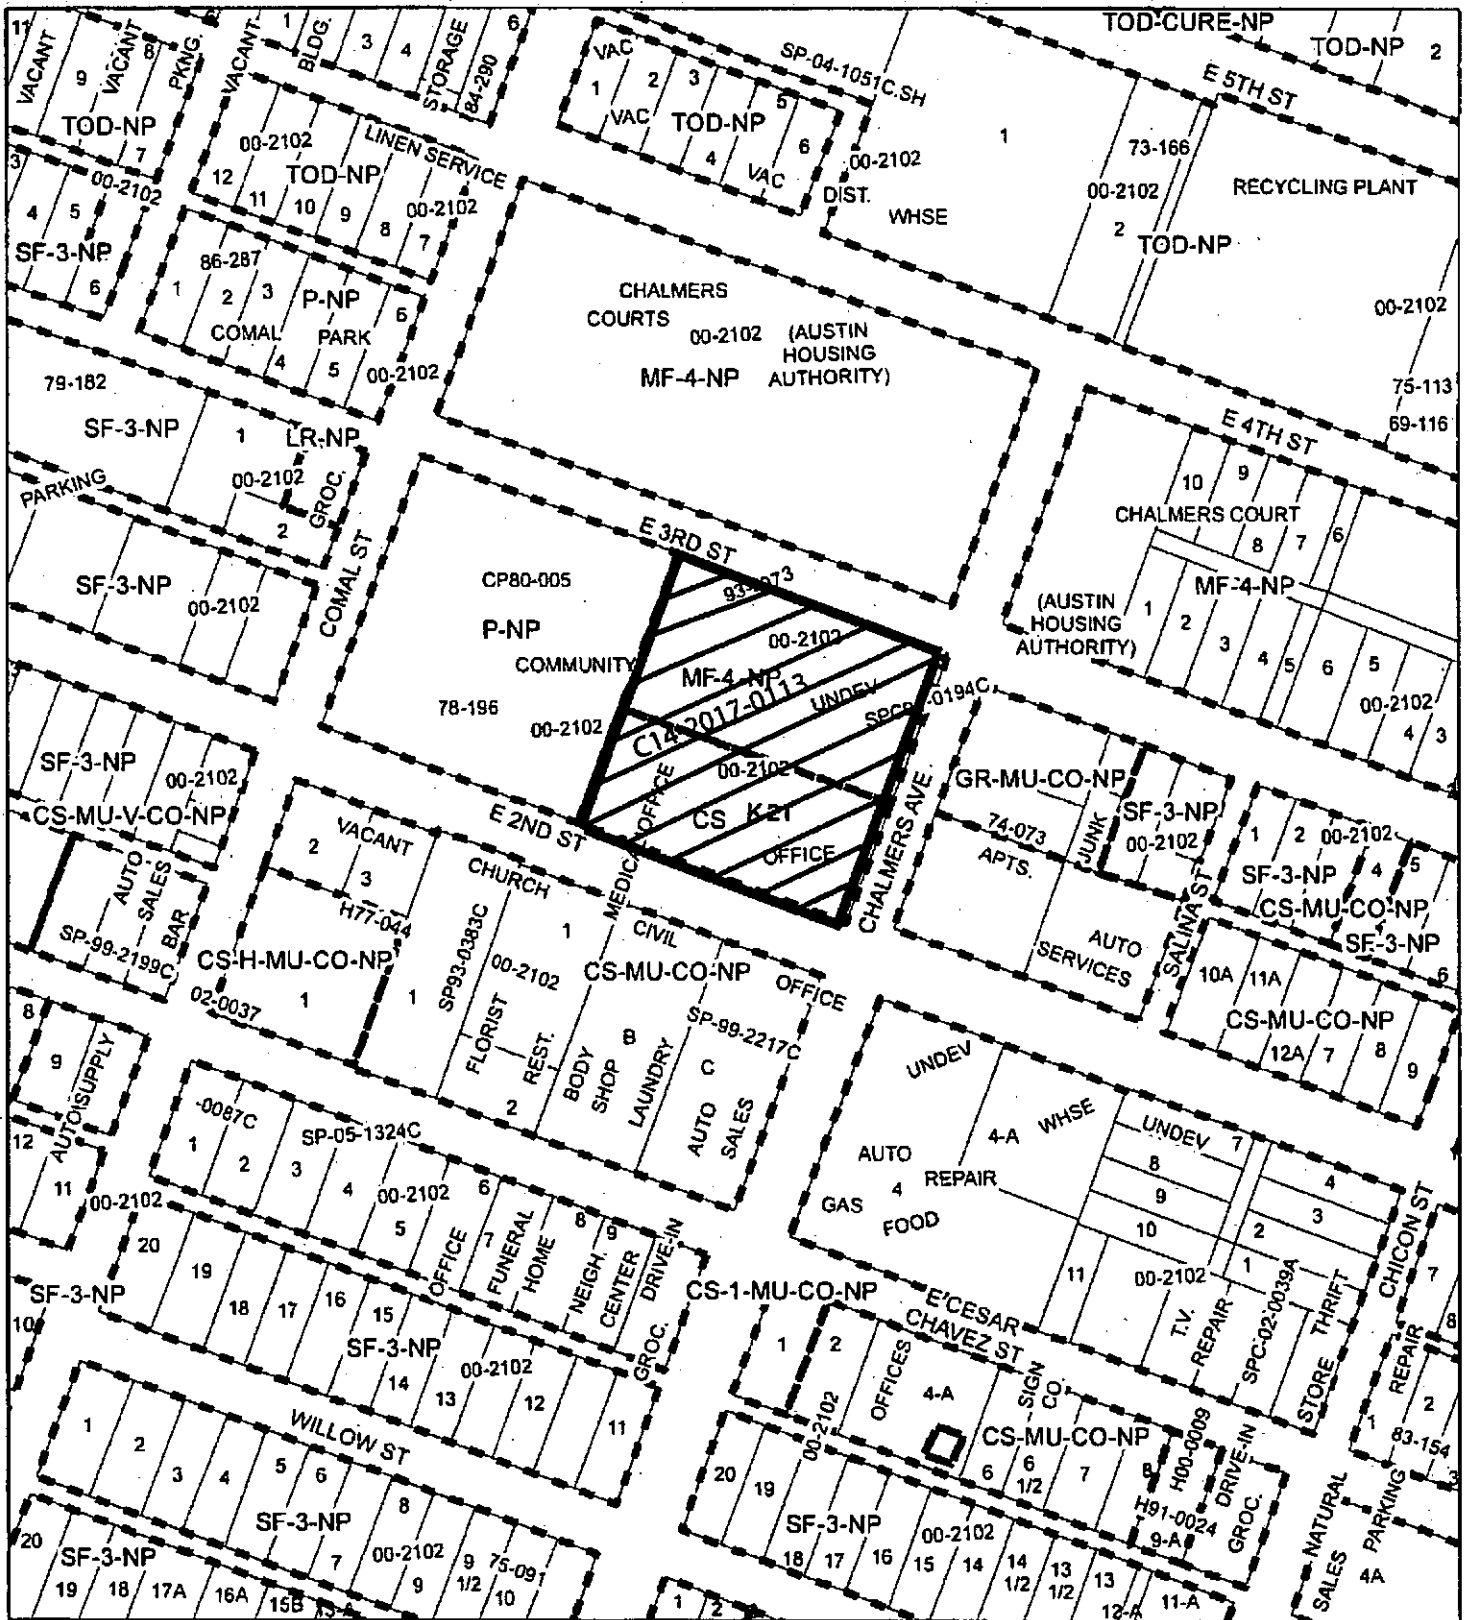 11
VACANT
9
VACANT
8
PKNG.
TOD-NP
7
00-2102
3
4
5
SF-3-NP
6
VACANT
1
BLDG.
3
4
STORAGE
84-290
6
00-2102
LINEN SERVICE
TOD-NP
12
11
10
9
8
00-2102
7
86-287
1
2
3
P-NP
6
COMAL
PARK
4
5
00-2102
VAC
1
2
3
5
VAC
TOD-NP
6
4
VAC
SP-04-1051C.SH
00-2102
DIST.
WHSE
1
TOD-CURE-NP
TOD-NP
2
E 5TH ST
73-166
00-2102
2
TOD-NP
RECYCLING PLANT
00-2102
75-113
69-116
CHALMERS
COURTS
00-2102
(AUSTIN
HOUSING
AUTHORITY)
MF-4-NP
E 4TH ST
79-182
SF-3-NP
1
LR-NP
00-2102
GROC.
2
PARKING
SF-3-NP
00-2102
COMAL ST
E 3RD ST
CP80-005
P-NP
COMMUNITY
78-196
00-2102
00-2102
MF-4-NP
C14-2017-0113
UNDEV
00-2102
CS
K-21
OFFICE
MEDICAL OFFICE
CHALMERS AVE
10
9
CHALMERS COURT
8
7
6
MF-4-NP
(AUSTIN
HOUSING
AUTHORITY)
1
2
3
4
5
6
5
00-2102
4
3
SF-3-NP
00-2102
CS-MU-V-CO-NP
AUTO
SALES
BAR
SP-99-2199C
E 2ND ST
2
VACANT
3
H77-044
CS-H-MU-CO-NP
1
02-0037
CHURCH
1
SP93-0383C
00-2102
1
CIVIL
CS-MU-CO-NP
OFFICE
FLORIST
REST.
2
BODY
SHOP
B
LAUNDRY
SP-99-2217C
C
AUTO
SALES
GR-MU-CO-NP
74-073
APTS.
JUNK
SF-3-NP
00-2102
AUTO
SERVICES
SALINA ST
1
2
00-2102
4
5
SF-3-NP
CS-MU-CO-NP
SF-3-NP
6
10A
11A
CS-MU-CO-NP
12A
7
8
9
8
9
AUTO SUPPLY
12
11
00-2102
-0087C
1
2
3
SP-05-1324C
4
00-2102
5
6
OFFICE
7
FUNERAL
HOME
8
9
NEIGH.
CENTER
DRIVE-IN
GROC.
UNDEV
4-A
WHSE
AUTO
4
REPAIR
GAS
FOOD
UNDEV
7
8
9
10
11
00-2102
4
3
2
1
T.V.
REPAIR
SPC-02-0039A
THRIFT
STORE
CHICON ST
7
8
REPAIR
1
2
83-154
3
SF-3-NP
10
20
19
18
17
16
15
SF-3-NP
14
13
00-2102
12
11
CS-1-MU-CO-NP
E CESAR
CHAVEZ ST
1
2
OFFICES
4-A
SIGN
CO.
CS-MU-CO-NP
00-2102
6
6
1/2
7
8
H00-0009
H91-0024
9-A
DRIVE-IN
GROC.
NATURAL
SALES
PARKING
4A
WILLOW ST
1
2
3
4
5
6
SF-3-NP
7
8
00-2102
9
9
1/2
75-091
10
20
19
SF-3-NP
18
17
16
00-2102
15
14
14
1/2
13
1/2
13
12-A
11-A
20
SF-3-NP
19
18
17A
16A
15B
13-A
1
2